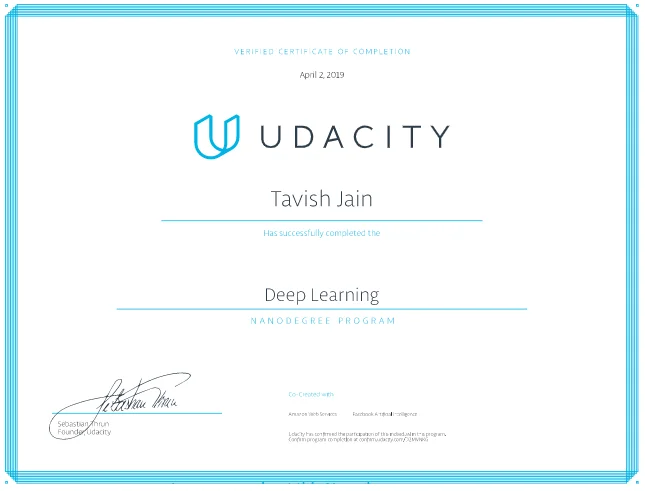 VERIFIED CERTIFICATE OF COMPLETION
April 2, 2019
UDACITY
Tavish Jain
Has successfully completed the
Deep Learning
NANODEGREE PROGRAM
Sebastian Thrun
Sebastian Thrun
Founder, Udacity
Co-Created with
Amazon Web Services Facebook Artificial Intelligence
Udacity has confirmed the participation of this individual in this program.
Confirm program completion at confirm.udacity.com/